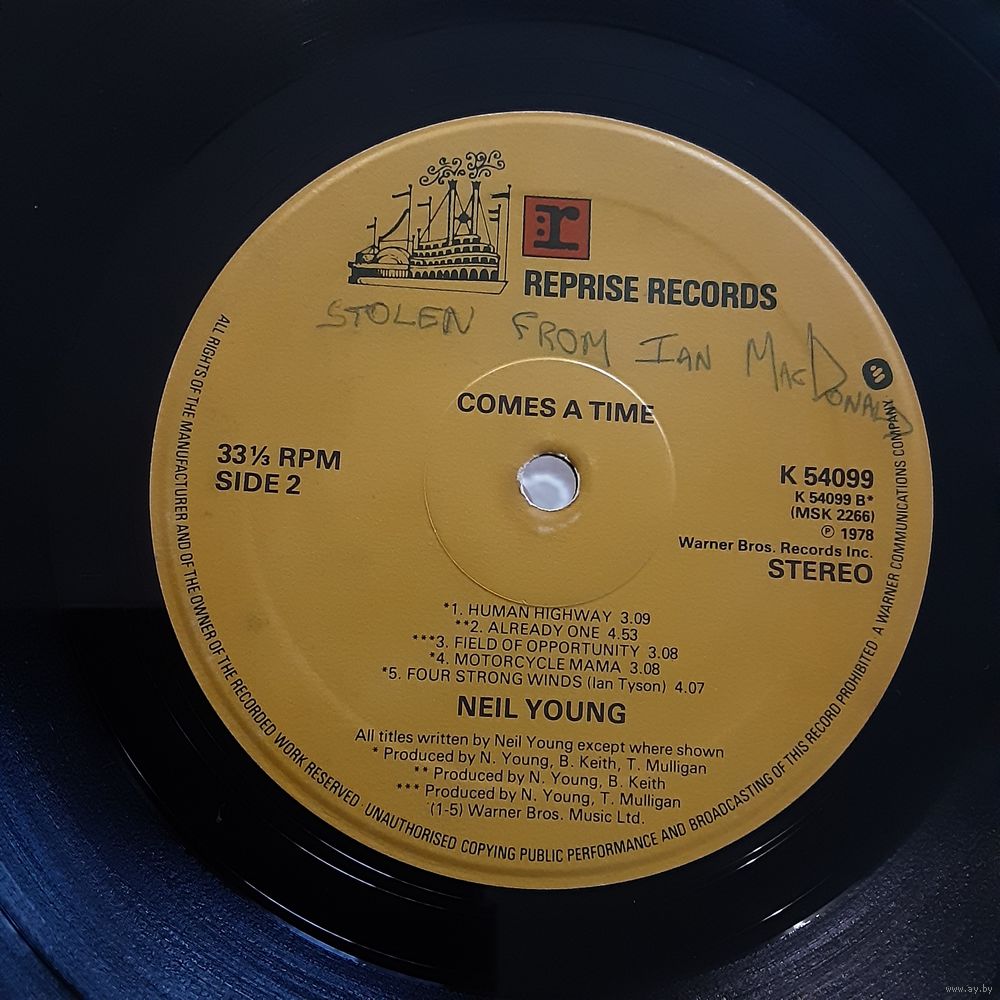 r
REPRISE RECORDS
STOLEN FROM IAN MACDONALD
COMES A TIME
33⅓ RPM
SIDE 2
K 54099
K 54099 B*
(MSK 2266)
℗ 1978
Warner Bros. Records Inc.
STEREO
*1. HUMAN HIGHWAY 3.09
**2. ALREADY ONE 4.53
***3. FIELD OF OPPORTUNITY 3.08
*4. MOTORCYCLE MAMA 3.08
*5. FOUR STRONG WINDS (Ian Tyson) 4.07
NEIL YOUNG
All titles written by Neil Young except where shown
* Produced by N. Young, B. Keith, T. Mulligan
** Produced by N. Young, B. Keith
*** Produced by N. Young, T. Mulligan
(1-5) Warner Bros. Music Ltd.
ALL RIGHTS OF THE MANUFACTURER AND OF THE OWNER OF THE RECORDED WORK RESERVED. UNAUTHORISED COPYING PUBLIC PERFORMANCE AND BROADCASTING OF THIS RECORD PROHIBITED. A WARNER COMMUNICATIONS COMPANY
www.ay.by